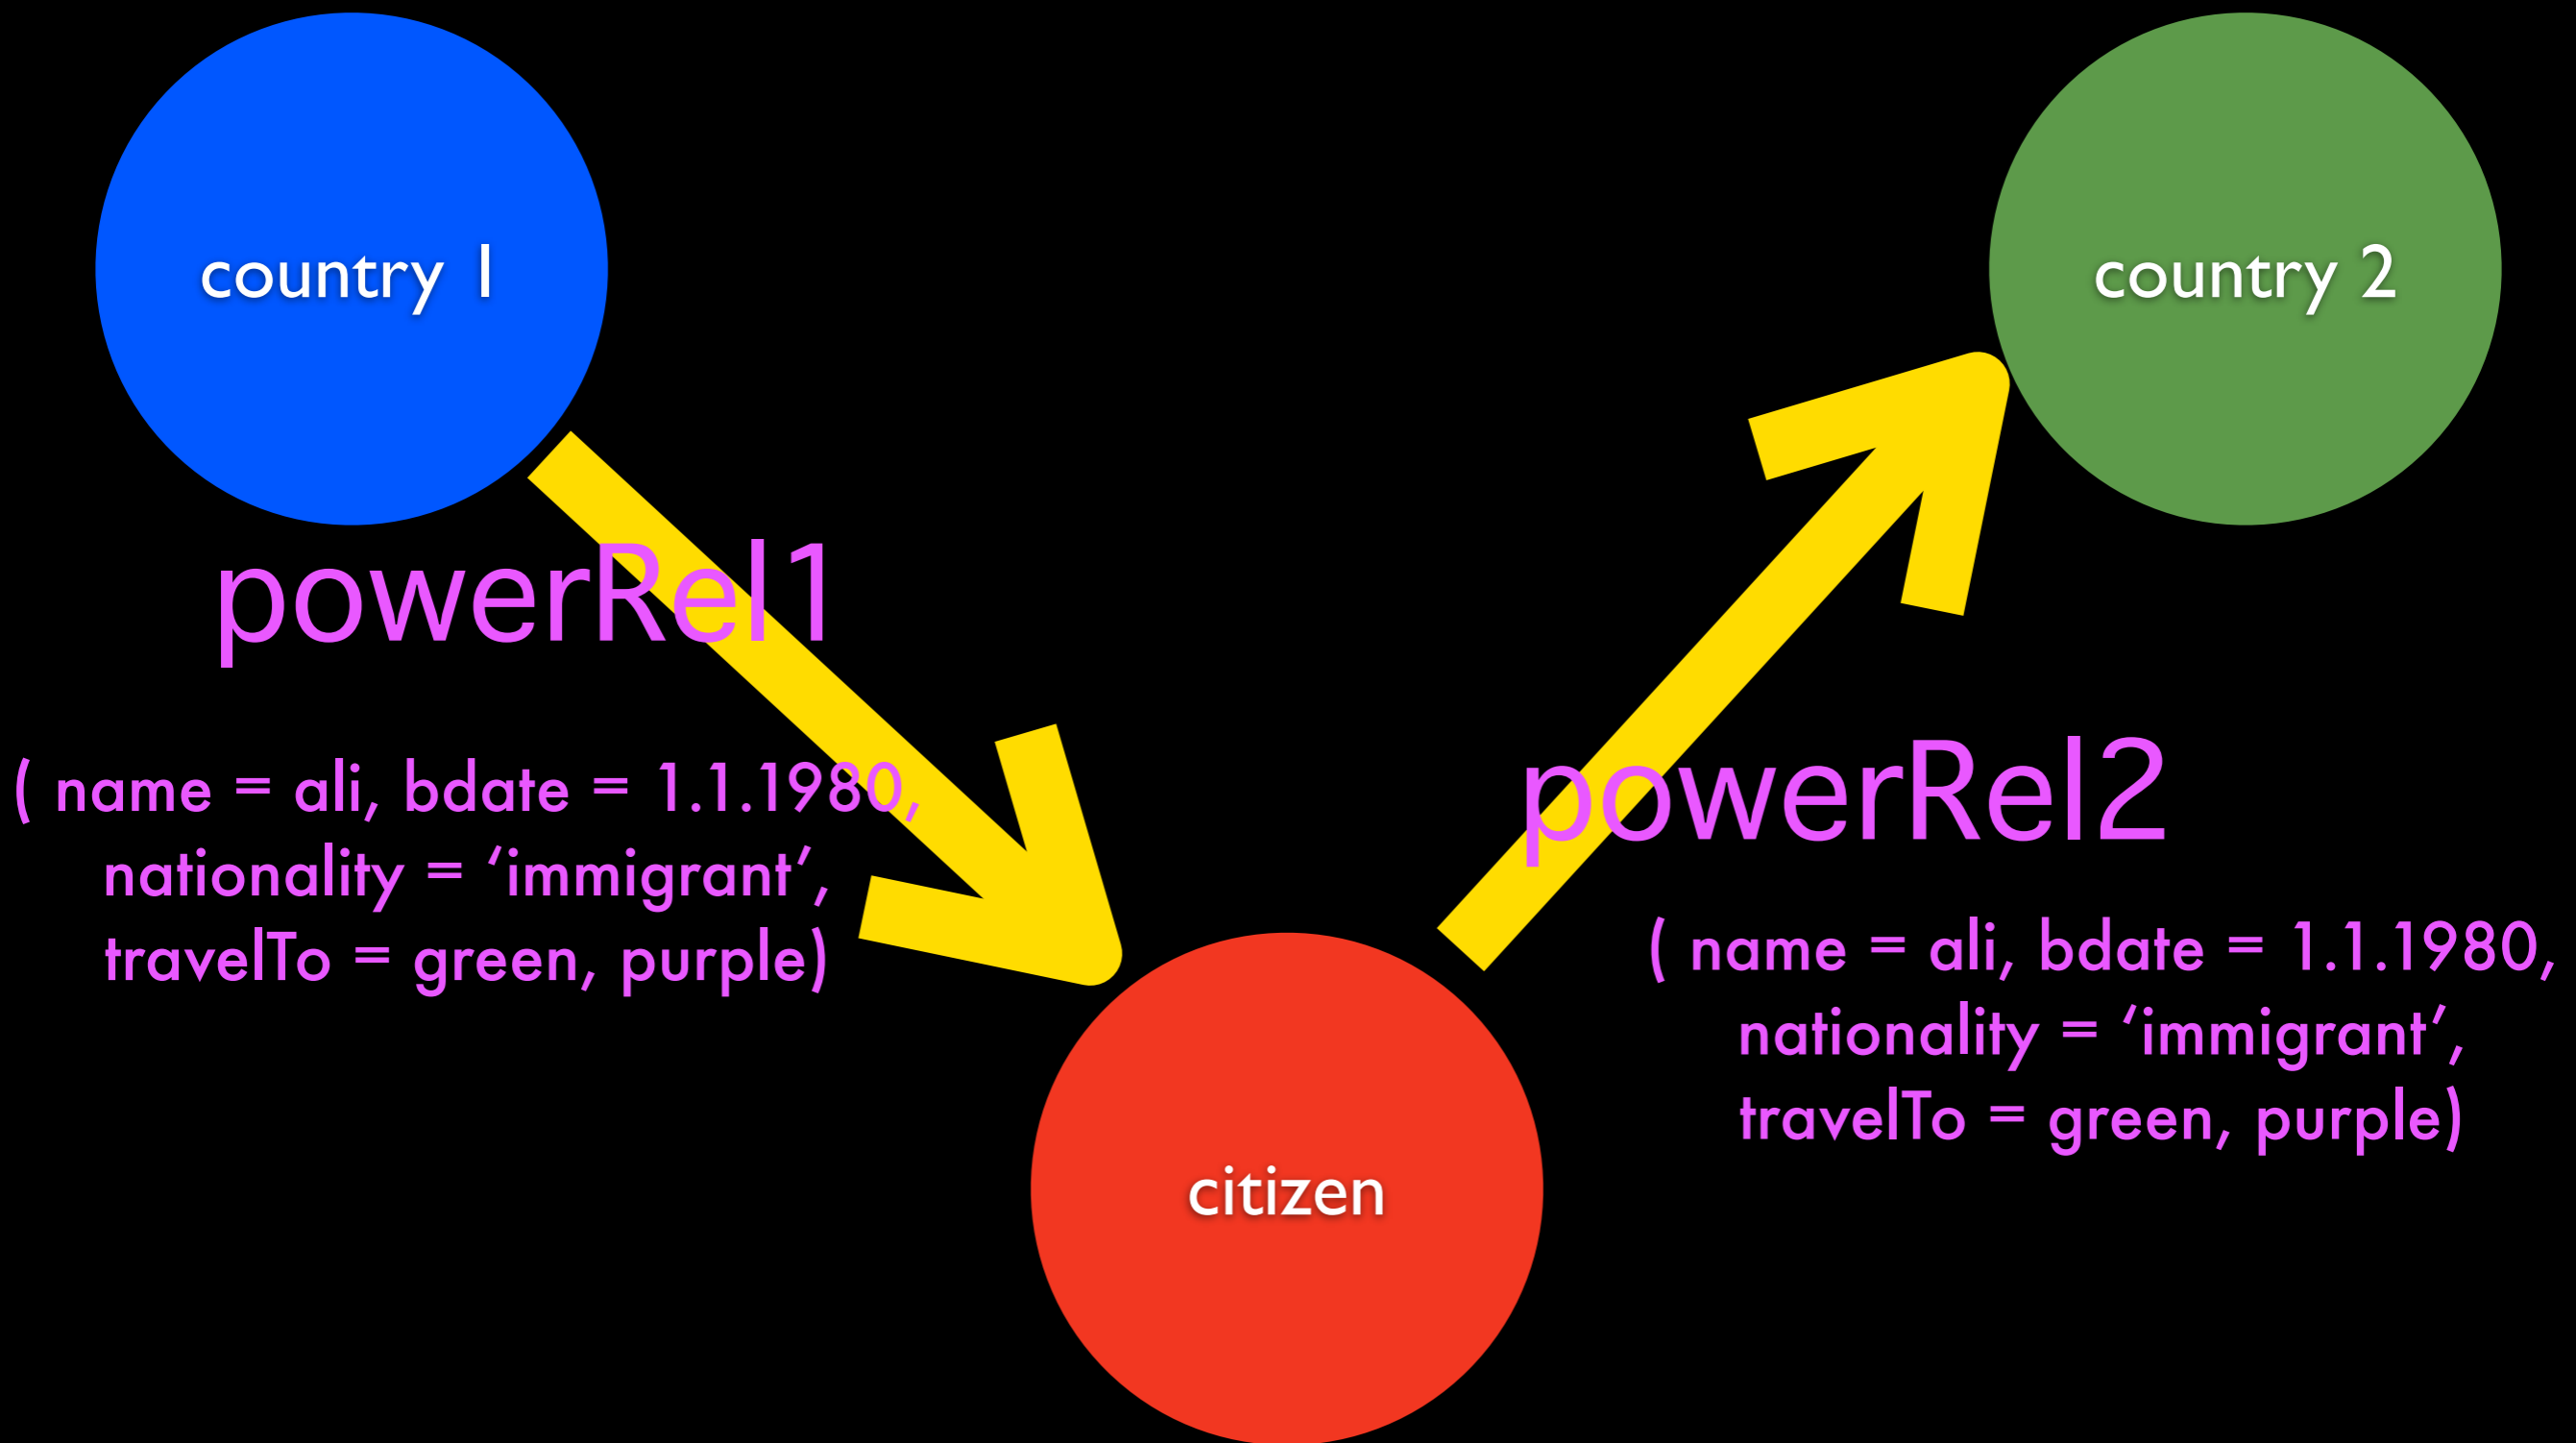 country 1
country 2
powerRel1
( name = ali, bdate = 1.1.1980,
nationality = ‘immigrant’,
travelTo = green, purple)
powerRel2
( name = ali, bdate = 1.1.1980,
nationality = ‘immigrant’,
travelTo = green, purple)
citizen